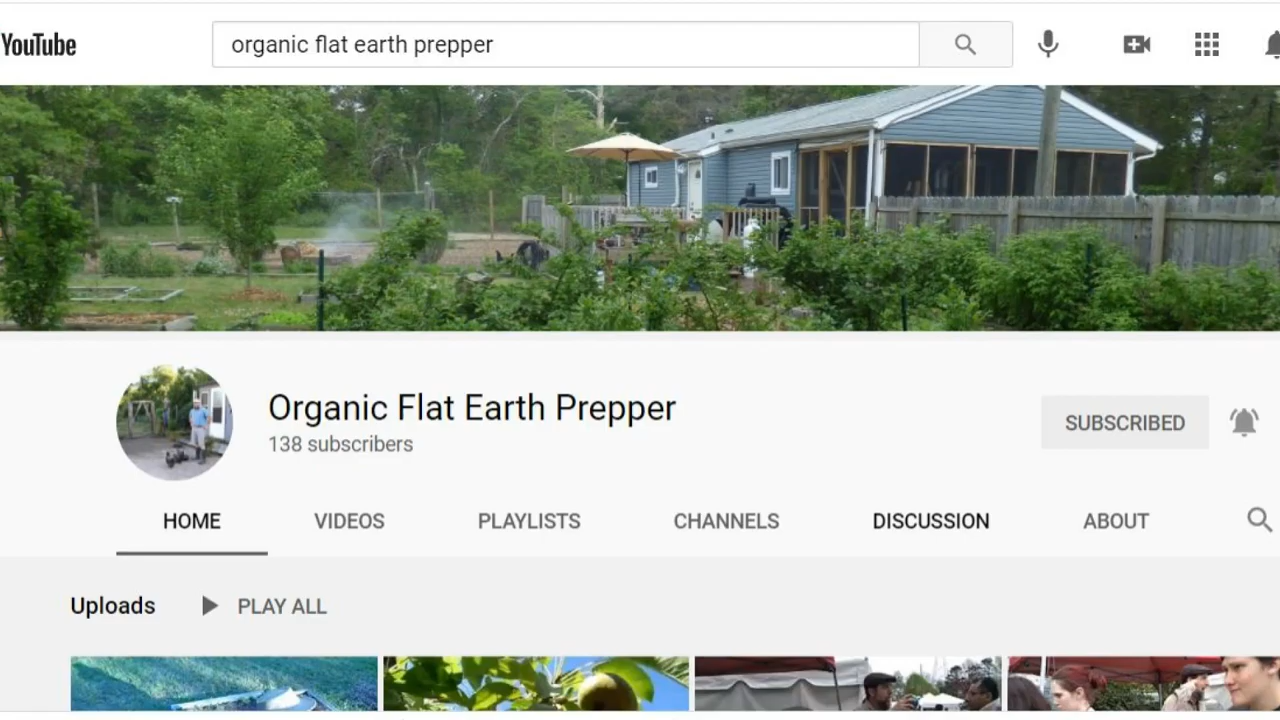 YouTube
organic flat earth prepper
Organic Flat Earth Prepper
138 subscribers
SUBSCRIBED
HOME VIDEOS PLAYLISTS CHANNELS DISCUSSION ABOUT
Uploads PLAY ALL